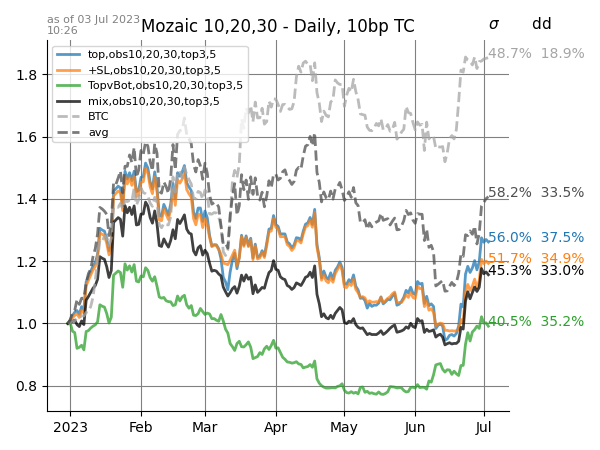 as of 03 Jul 2023
10:26
Mozaic 10,20,30 - Daily, 10bp TC
σ dd
top,obs10,20,30,top3,5
+SL,obs10,20,30,top3,5
TopvBot,obs10,20,30,top3,5
mix,obs10,20,30,top3,5
BTC
avg
48.7% 18.9%
58.2% 33.5%
56.0% 37.5%
51.7% 34.9%
45.3% 33.0%
40.5% 35.2%
1.8
1.6
1.4
1.2
1.0
0.8
2023 Feb Mar Apr May Jun Jul